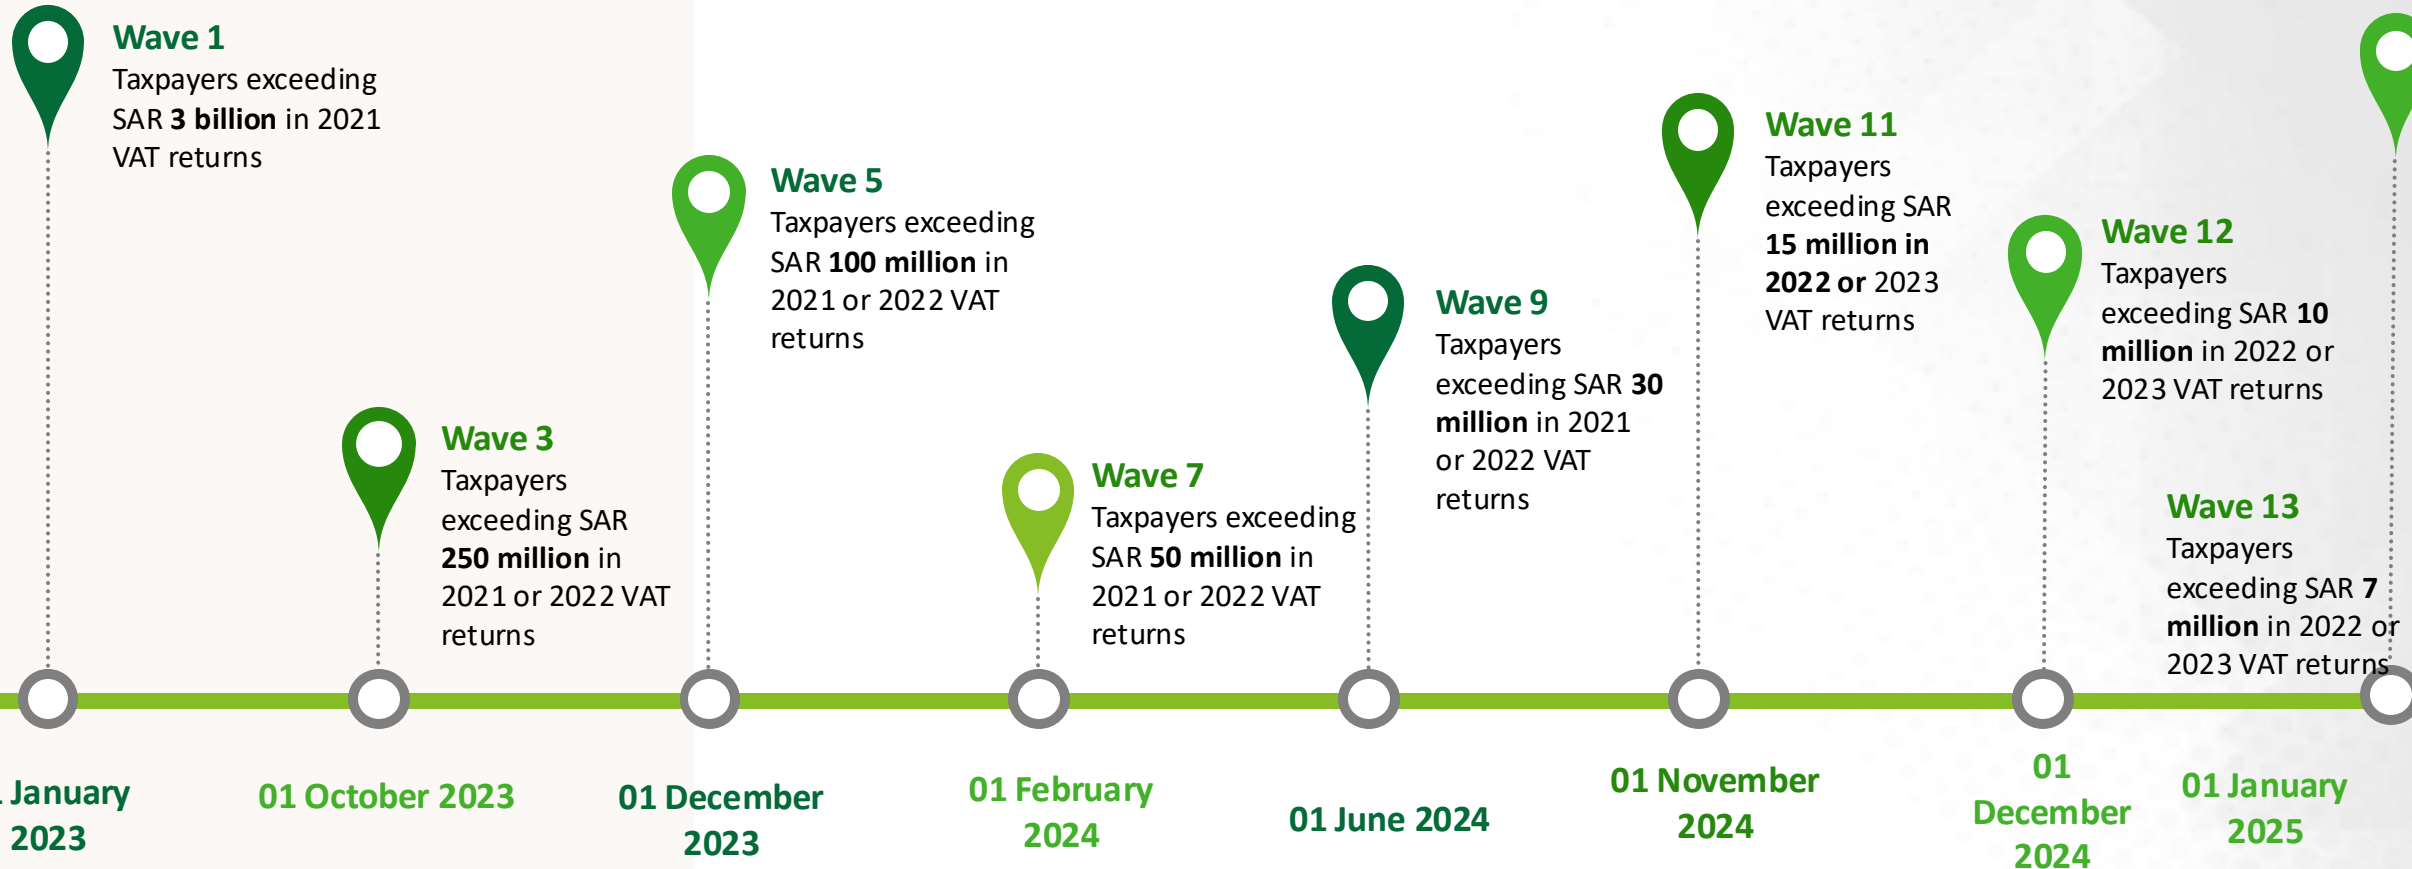 Wave 1
Taxpayers exceeding
SAR 3 billion in 2021
VAT returns
Wave 3
Taxpayers
exceeding SAR
250 million in
2021 or 2022 VAT
returns
Wave 5
Taxpayers exceeding
SAR 100 million in
2021 or 2022 VAT
returns
Wave 7
Taxpayers exceeding
SAR 50 million in
2021 or 2022 VAT
returns
Wave 9
Taxpayers
exceeding SAR 30
million in 2021
or 2022 VAT
returns
Wave 11
Taxpayers
exceeding SAR
15 million in
2022 or 2023
VAT returns
Wave 12
Taxpayers
exceeding SAR 10
million in 2022 or
2023 VAT returns
Wave 13
Taxpayers
exceeding SAR 7
million in 2022 or
2023 VAT returns
January
2023
01 October 2023
01 December
2023
01 February
2024
01 June 2024
01 November
2024
01
December
2024
01 January
2025